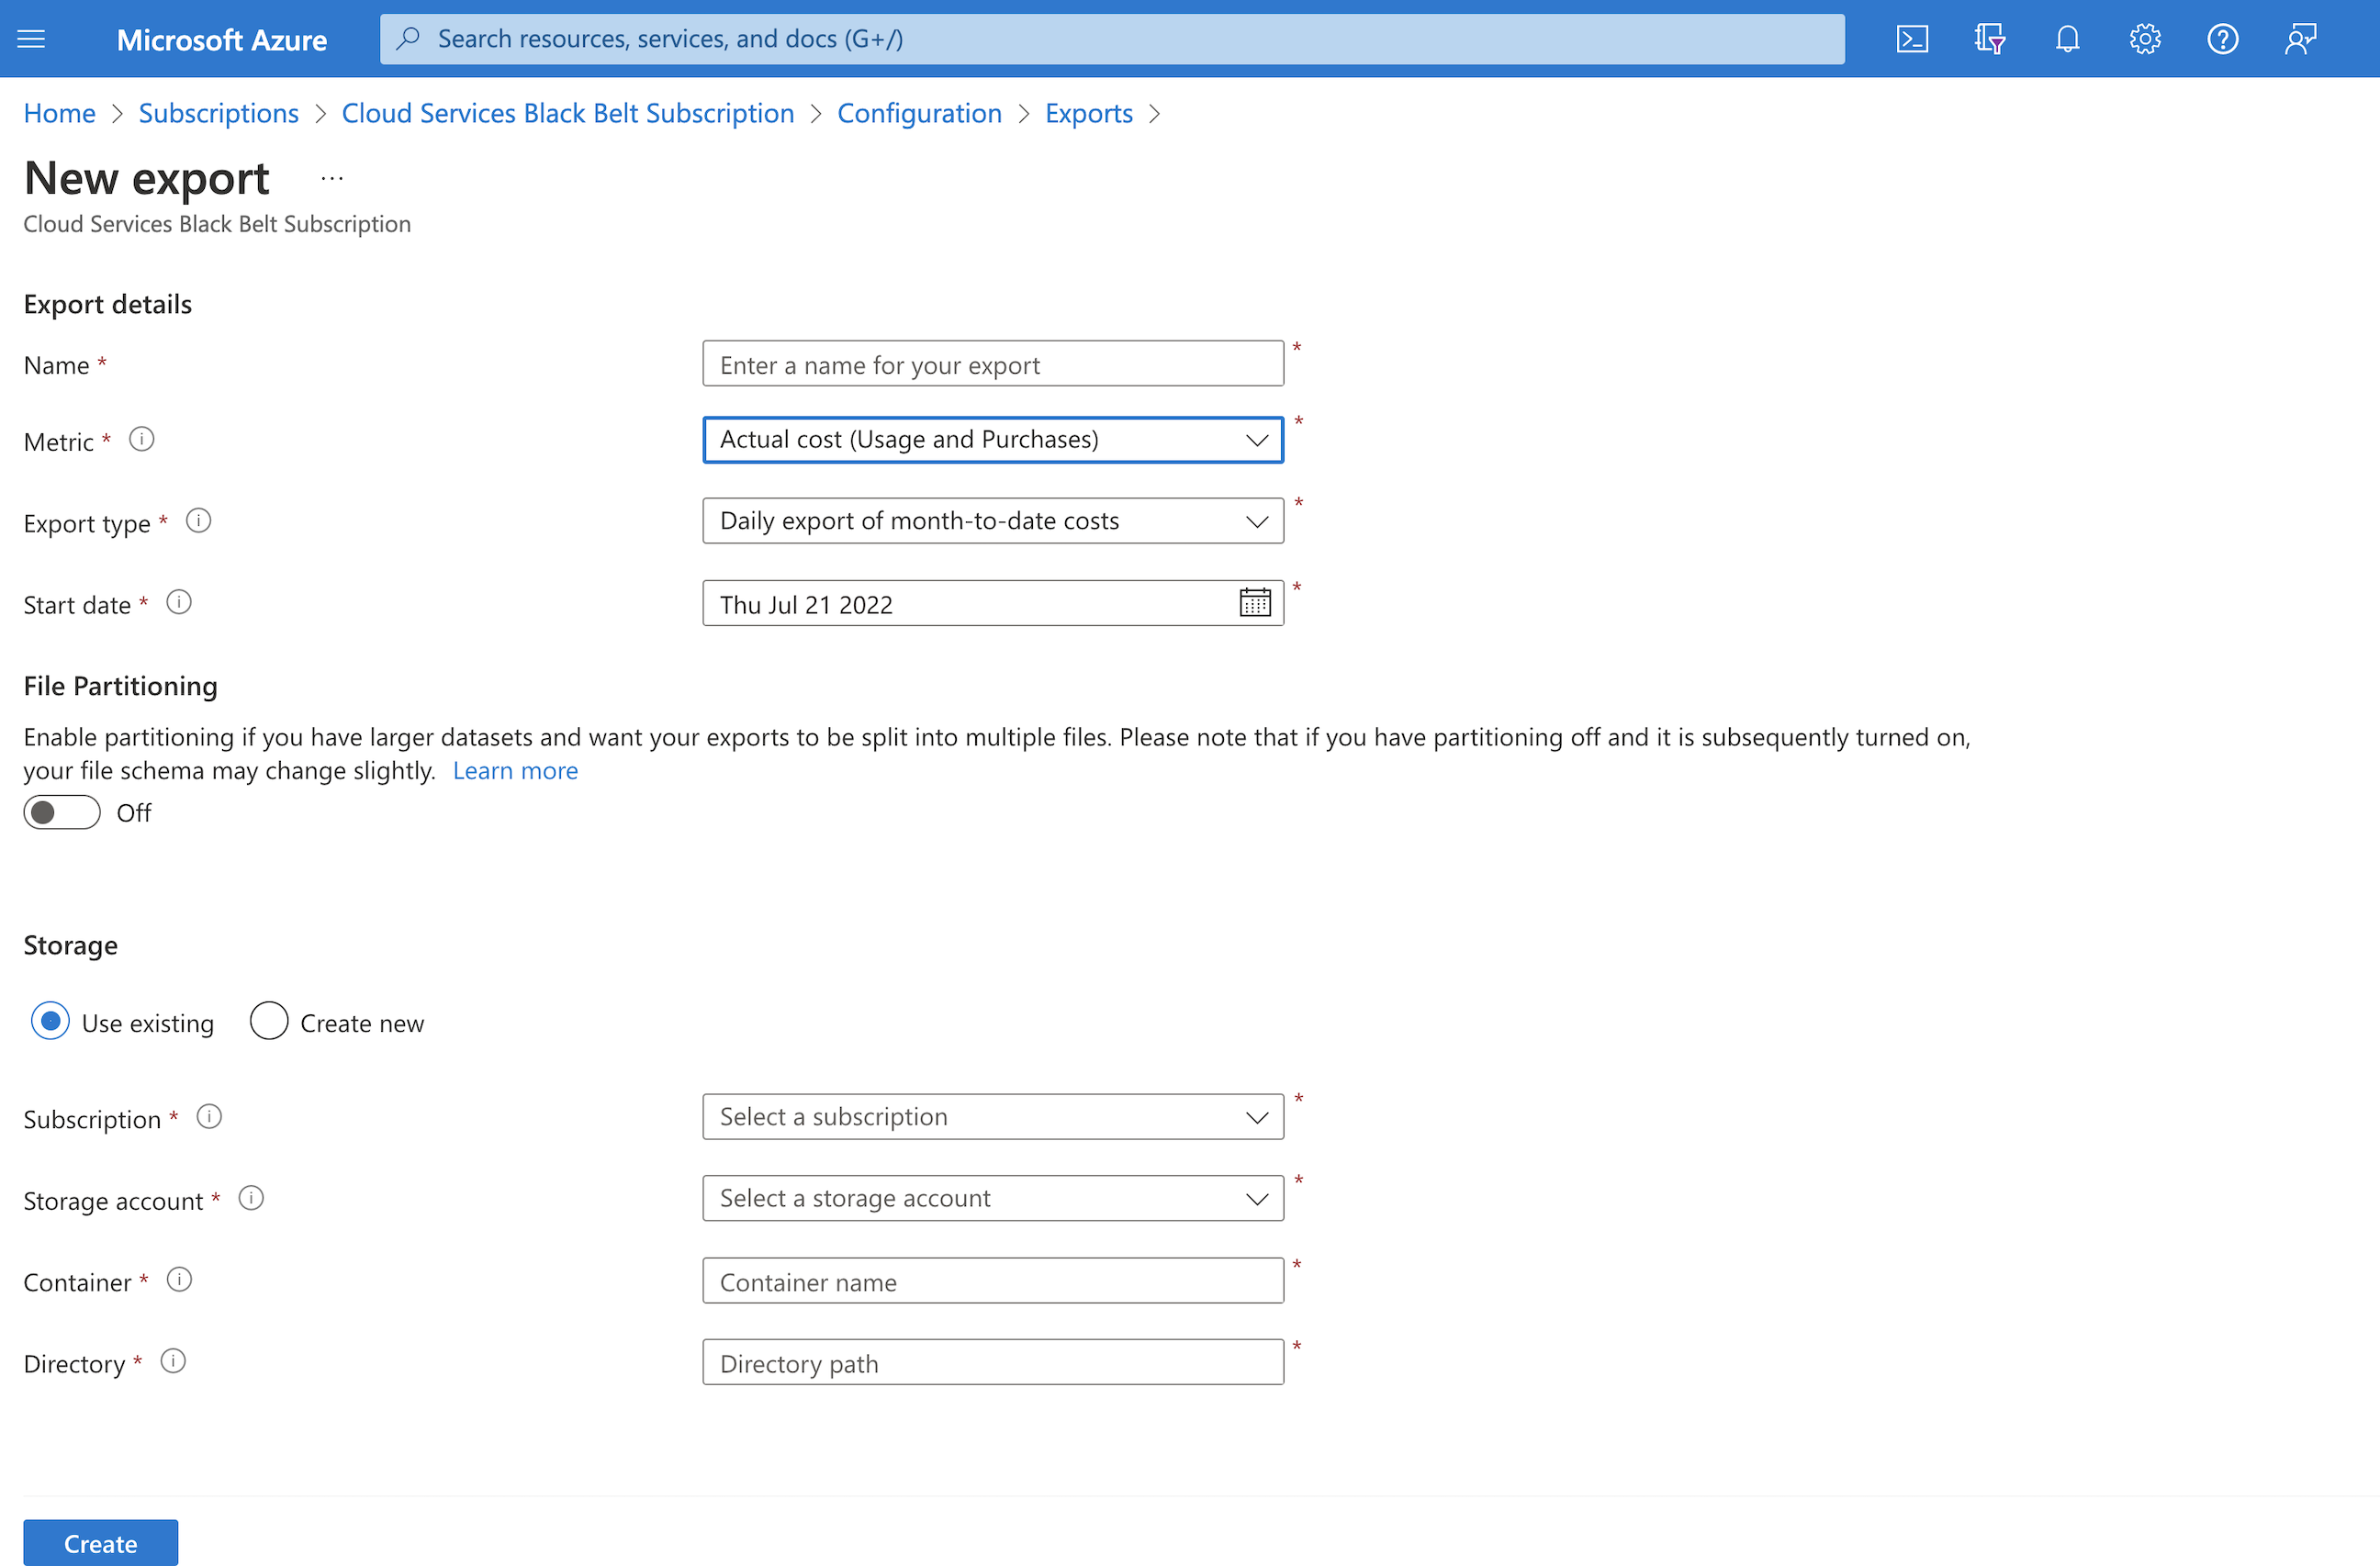 Microsoft Azure
Search resources, services, and docs (G+/)
Home > Subscriptions > Cloud Services Black Belt Subscription > Configuration > Exports >
New export ...
Cloud Services Black Belt Subscription
Export details
Name *
Enter a name for your export *
Metric *
Actual cost (Usage and Purchases) *
Export type *
Daily export of month-to-date costs *
Start date *
Thu Jul 21 2022 *
File Partitioning
Enable partitioning if you have larger datasets and want your exports to be split into multiple files. Please note that if you have partitioning off and it is subsequently turned on,
your file schema may change slightly. Learn more
Off
Storage
Use existing
Create new
Subscription *
Select a subscription *
Storage account *
Select a storage account *
Container *
Container name *
Directory *
Directory path *
Create